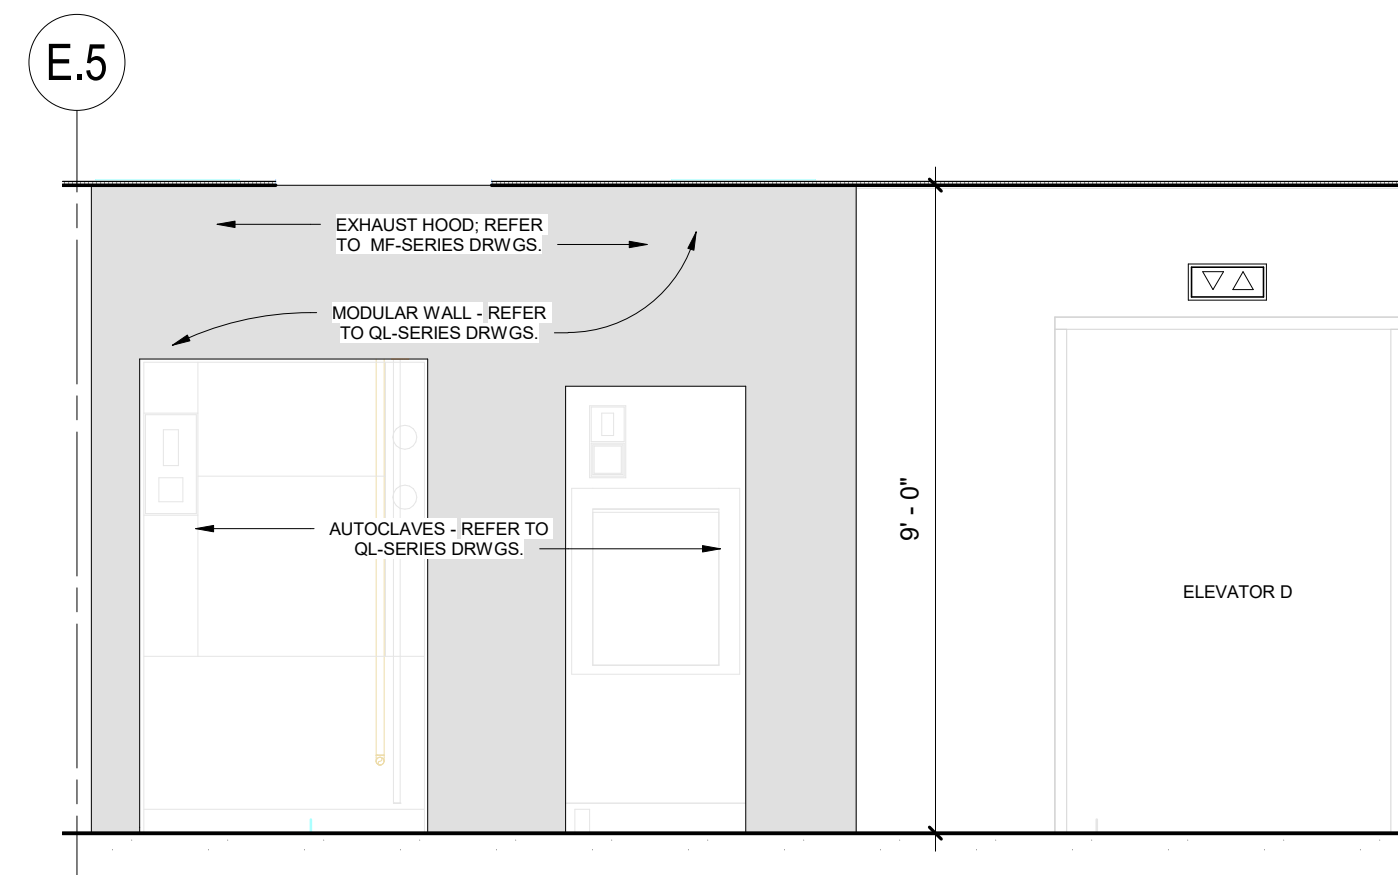 E.5
EXHAUST HOOD; REFER
TO MF-SERIES DRWGS.
MODULAR WALL - REFER
TO QL-SERIES DRWGS.
AUTOCLAVES - REFER TO
QL-SERIES DRWGS.
9' - 0"
ELEVATOR D